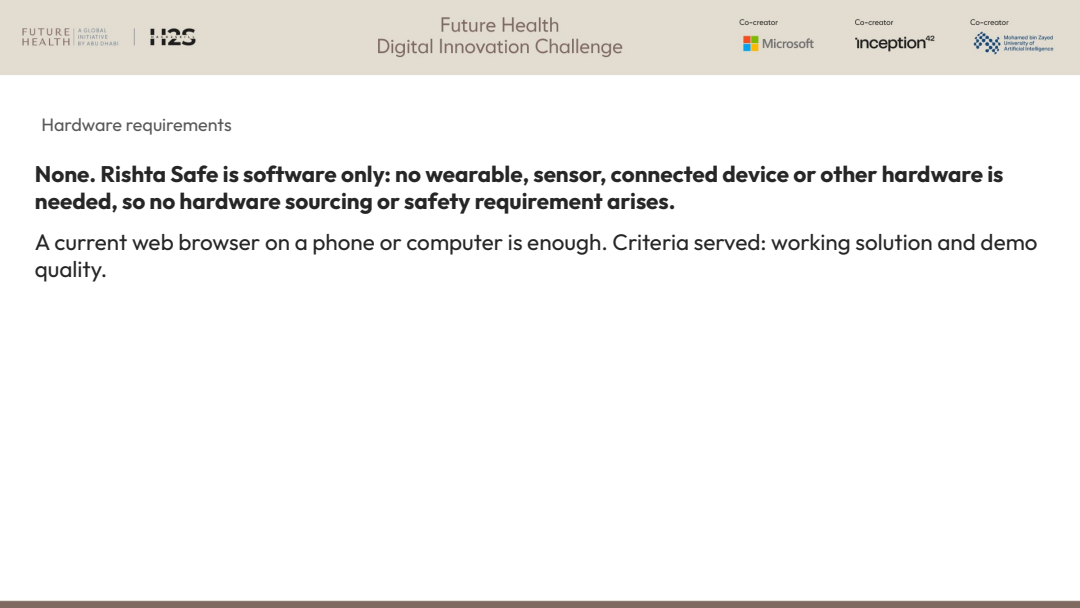 FUTURE HEALTH
A GLOBAL INITIATIVE BY ABU DHABI
H2S
Future Health
Digital Innovation Challenge
Co-creator
Microsoft
Co-creator
inception42
Co-creator
Mohamed bin Zayed
University of
Artificial Intelligence
Hardware requirements
None. Rishta Safe is software only: no wearable, sensor, connected device or other hardware is
needed, so no hardware sourcing or safety requirement arises.
A current web browser on a phone or computer is enough. Criteria served: working solution and demo
quality.